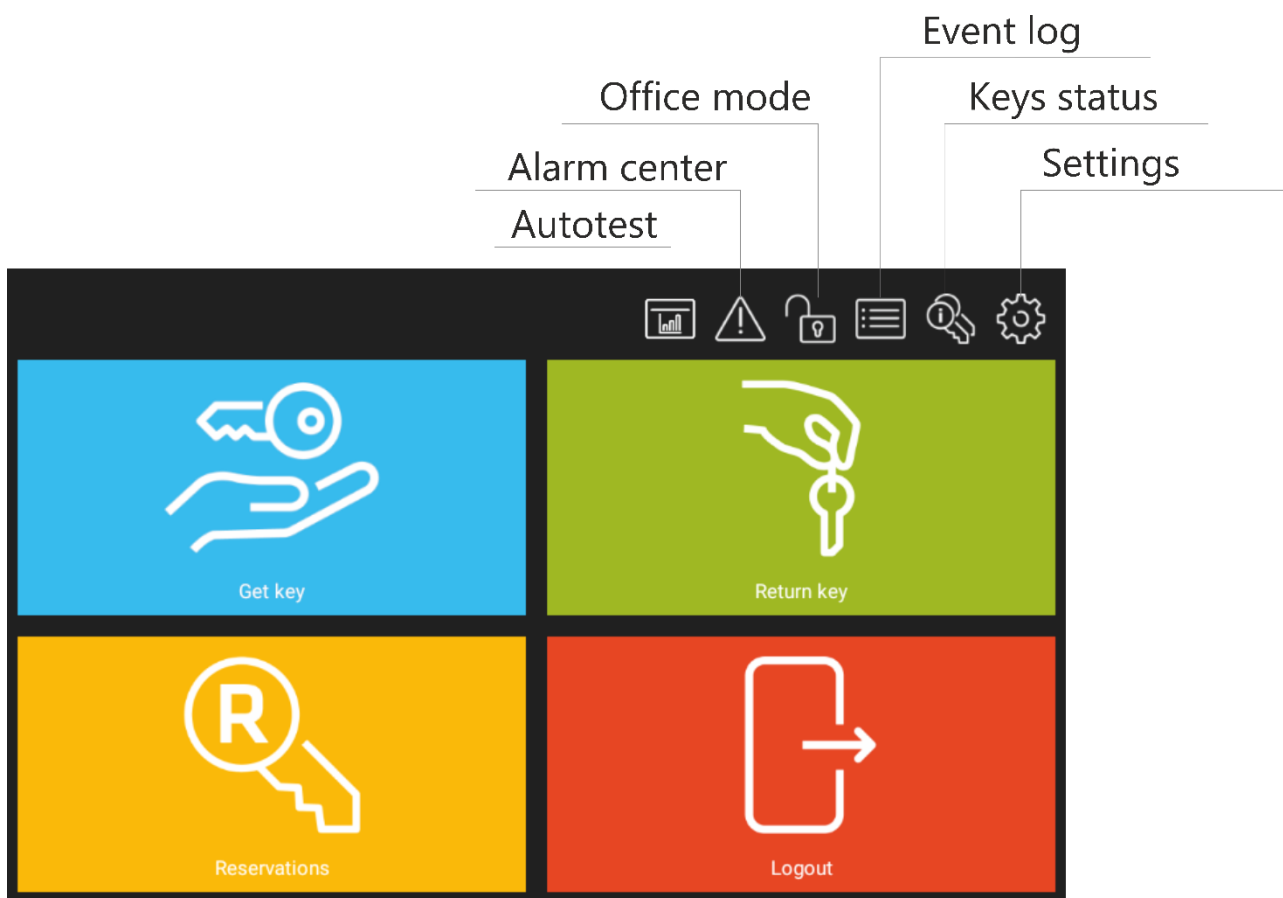 Event log
Office mode
Keys status
Alarm center
Settings
Autotest
i
Get key
Return key
R
Reservations
Logout